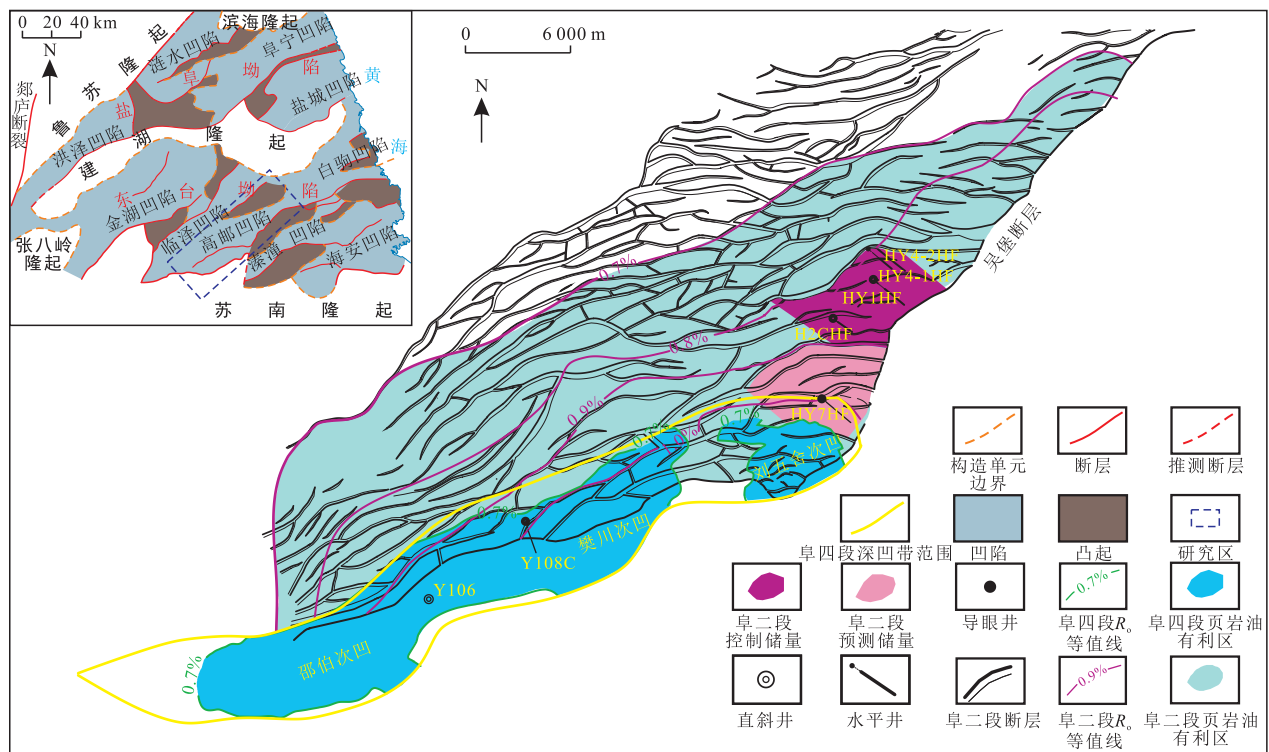 0 20 40 km
N
滨海隆起
鲁苏隆起
涟水凹陷
阜宁凹陷
盐阜坳陷
盐城凹陷
黄海
郯庐断裂
洪泽凹陷
建湖隆起
白驹凹陷
东台坳陷
金湖凹陷
临泽凹陷
高邮凹陷
溱潼凹陷
海安凹陷
张八岭
隆起
苏南隆起
0 6 000 m
N
吴堡断层
0.7%
HY4-2HF
HY4-1HF
HY1HF
H2CHF
0.8%
0.9%
HY7HF
0.7%
0.7%
刘五舍次凹
樊川次凹
Y108C
Y106
邵伯次凹
0.7%
构造单元
边界
断层
推测断层
阜四段深凹带范围
凹陷
凸起
研究区
阜二段
控制储量
阜二段
预测储量
导眼井
0.7%
阜四段Ro
等值线
阜四段页岩油
有利区
直斜井
水平井
阜二段断层
0.9%
阜二段Ro
等值线
阜二段页岩油
有利区